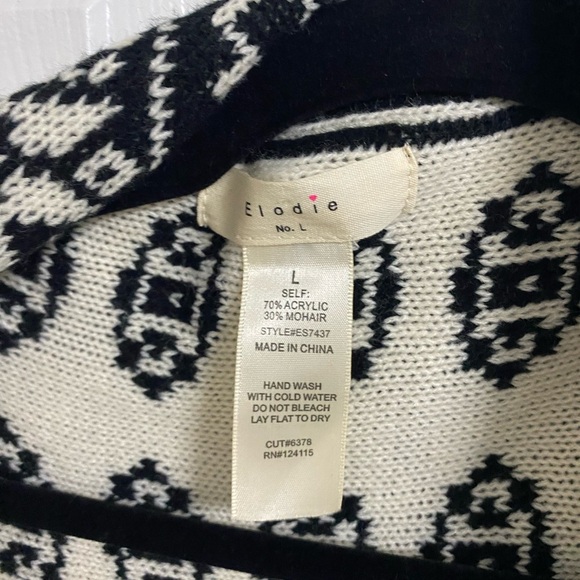 Elodie
No. L
L
SELF:
70% ACRYLIC
30% MOHAIR
STYLE#ES7437
MADE IN CHINA
HAND WASH
WITH COLD WATER
DO NOT BLEACH
LAY FLAT TO DRY
CUT#6378
RN#124115